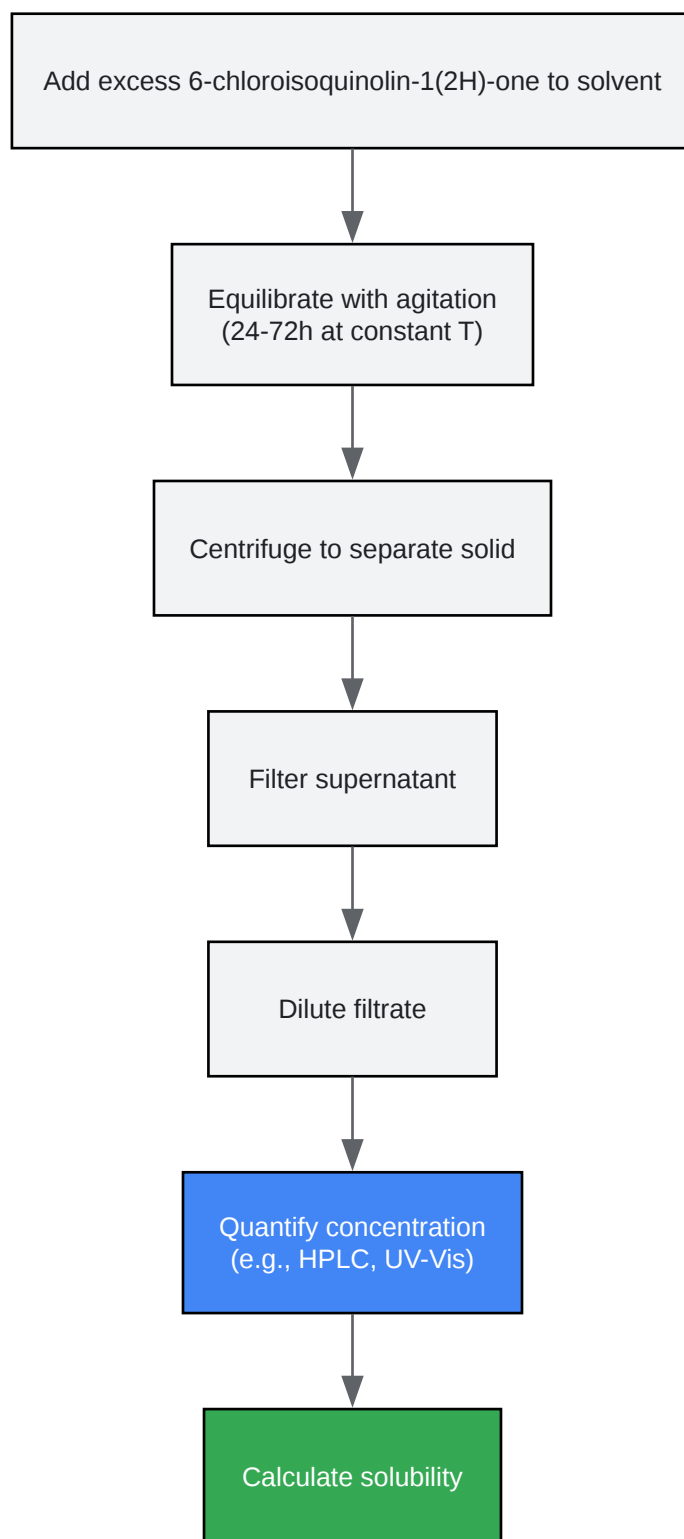 Add excess 6-chloroisoquinolin-1(2H)-one to solvent
Equilibrate with agitation
(24-72h at constant T)
Centrifuge to separate solid
Filter supernatant
Dilute filtrate
Quantify concentration
(e.g., HPLC, UV-Vis)
Calculate solubility